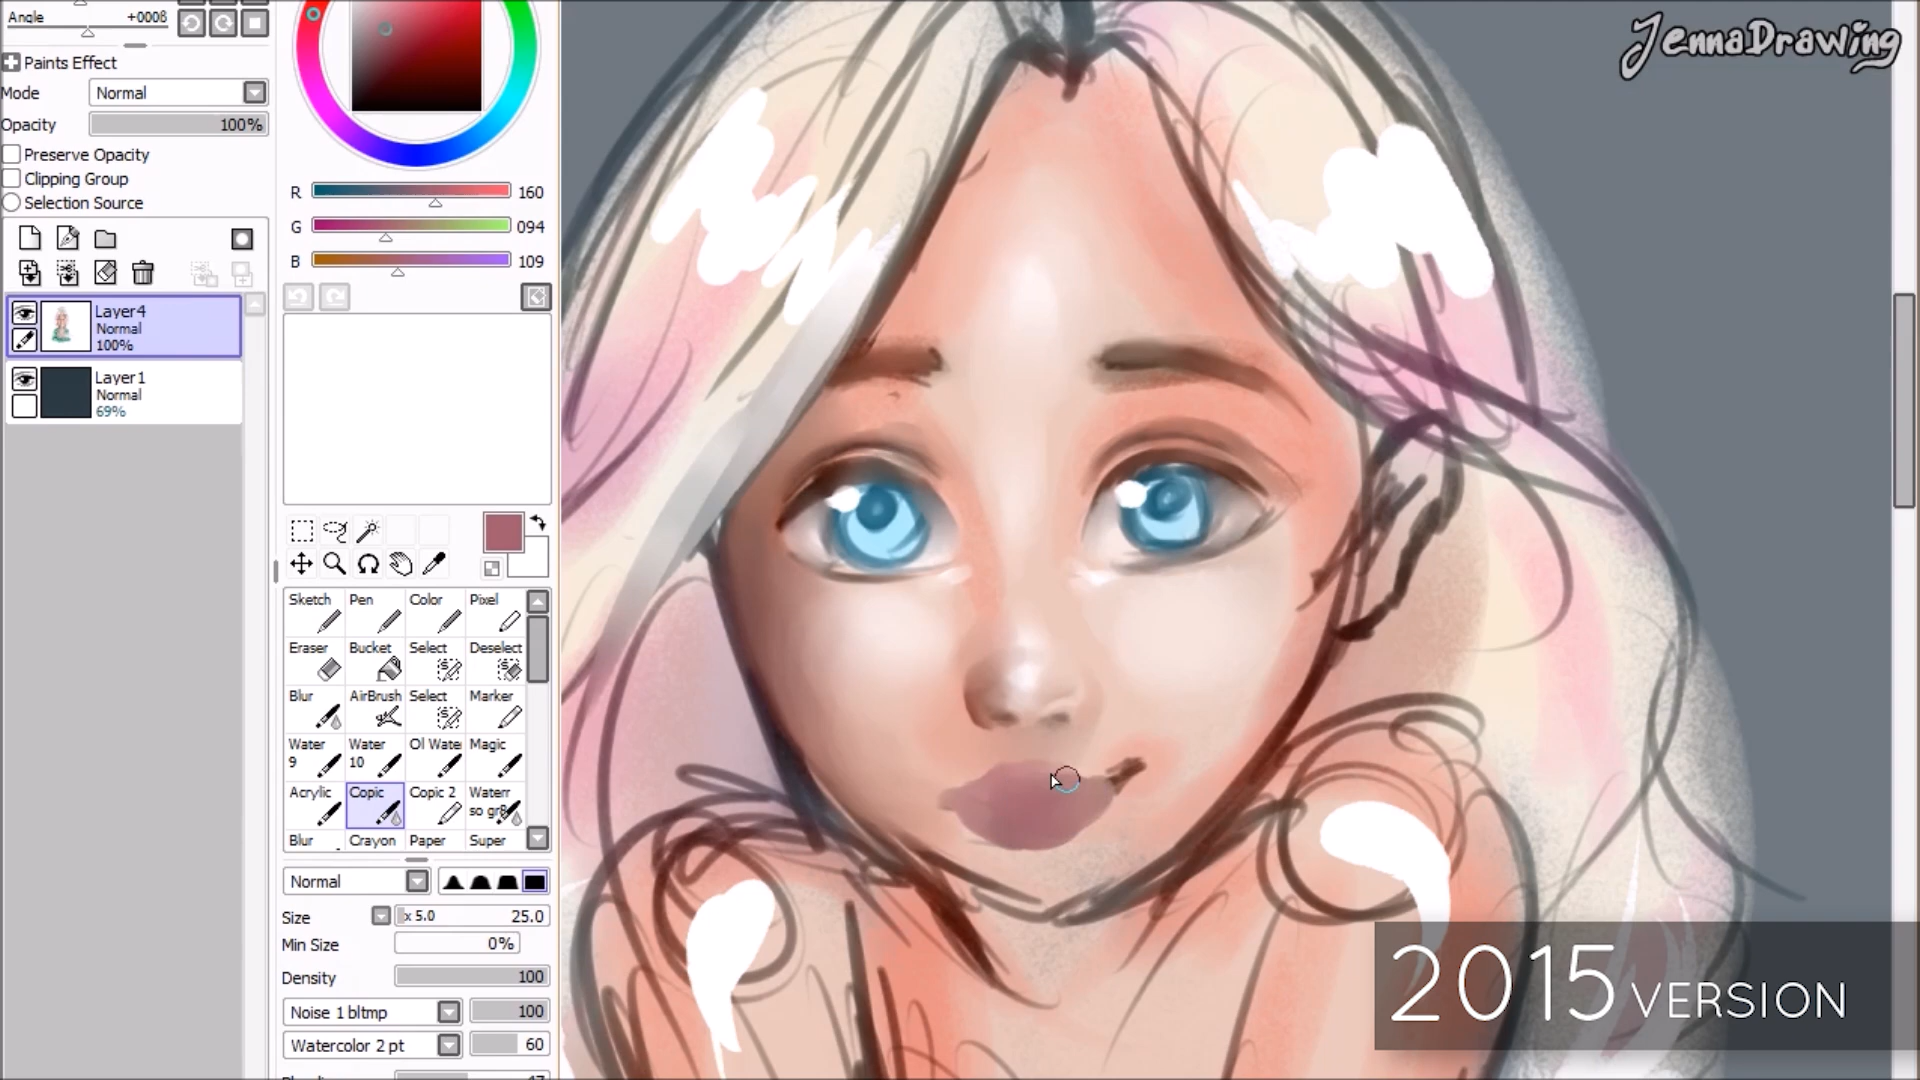 Angle +0008
Paints Effect
Mode Normal
Opacity 100%
Preserve Opacity
Clipping Group
Selection Source
Layer4
Normal
100%
Layer1
Normal
69%
R 160
G 094
B 109
Sketch Pen Color Pixel
Eraser Bucket Select Deselect
Blur AirBrush Select Marker
Water 9 Water 10 Ol Wate Magic
Acrylic Copic Copic 2 Waterr so gr8
Blur Crayon Paper Super
Normal
Size x 5.0 25.0
Min Size 0%
Density 100
Noise 1 bltmp 100
Watercolor 2 pt 60
JennaDrawing
2015 VERSION